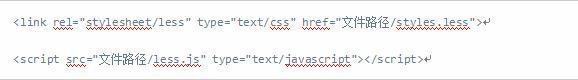 <link rel="stylesheet/less" type="text/css" href="文件路径/styles.less">↵
<script src="文件路径/less.js" type="text/javascript"></script>↵